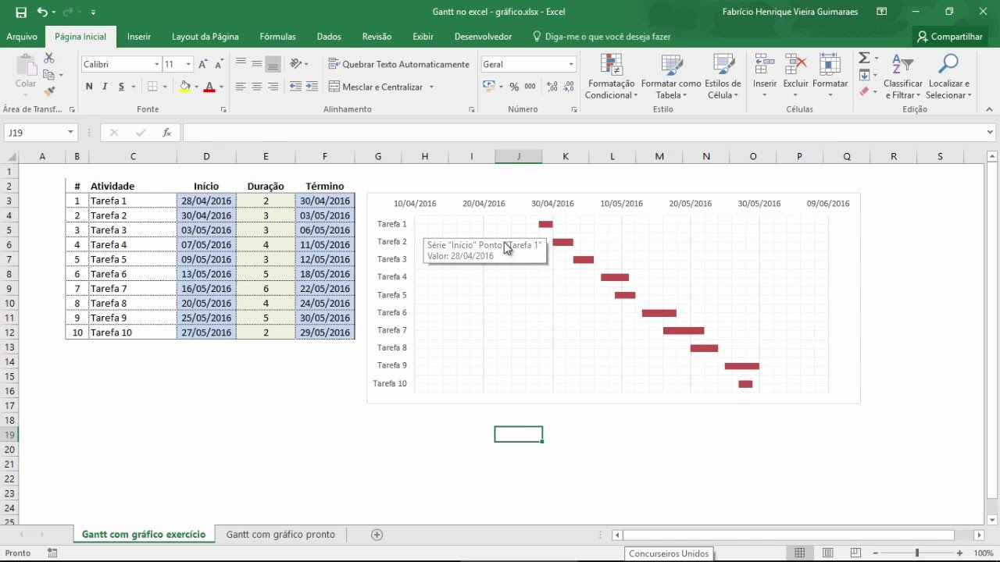 Gantt no excel - gráfico.xlsx - Excel
Fabrício Henrique Vieira Guimaraes
Arquivo Página Inicial Inserir Layout da Página Fórmulas Dados Revisão Exibir Desenvolvedor Diga-me o que você deseja fazer Compartilhar
Colar
Calibri 11
Quebrar Texto Automaticamente
Geral
N I S
Mesclar e Centralizar
% 000
Formatação Condicional
Formatar como Tabela
Estilos de Célula
Inserir Excluir Formatar
Classificar e Filtrar
Localizar e Selecionar
Área de Transf... Fonte Alinhamento Número Estilo Células Edição
J19
fx
A B C D E F G H I J K L M N O P Q R S
1
2 # Atividade Início Duração Término
3 1 Tarefa 1 28/04/2016 2 30/04/2016
4 2 Tarefa 2 30/04/2016 3 03/05/2016
5 3 Tarefa 3 03/05/2016 3 06/05/2016
6 4 Tarefa 4 07/05/2016 4 11/05/2016
7 5 Tarefa 5 09/05/2016 3 12/05/2016
8 6 Tarefa 6 13/05/2016 5 18/05/2016
9 7 Tarefa 7 16/05/2016 6 22/05/2016
10 8 Tarefa 8 20/05/2016 4 24/05/2016
11 9 Tarefa 9 25/05/2016 5 30/05/2016
12 10 Tarefa 10 27/05/2016 2 29/05/2016
13
14
15
16
17
18
19
20
21
22
23
24
25
10/04/2016 20/04/2016 30/04/2016 10/05/2016 20/05/2016 30/05/2016 09/06/2016
Tarefa 1
Tarefa 2
Tarefa 3
Tarefa 4
Tarefa 5
Tarefa 6
Tarefa 7
Tarefa 8
Tarefa 9
Tarefa 10
Série "Início" Ponto "Tarefa 1"
Valor: 28/04/2016
Gantt com gráfico exercício Gantt com gráfico pronto
Pronto
Concurseiros Unidos
100%